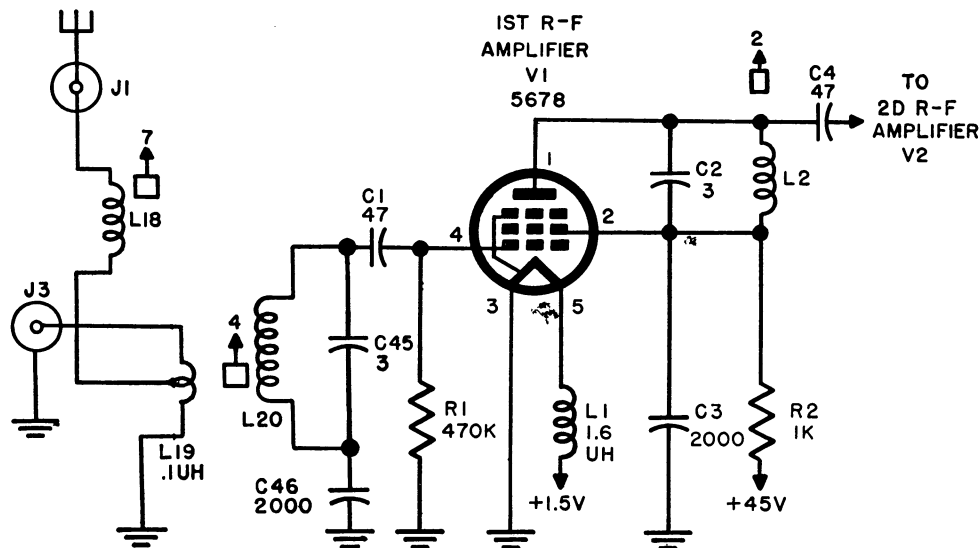 1ST R-F
AMPLIFIER
V1
5678
2
C4
47
TO
2D R-F
AMPLIFIER
V2
J1
7
L18
1
C2
3
L2
C1
47
4
2
J3
3
5
4
C45
3
L20
R1
470K
L1
1.6
UH
C3
2000
R2
1K
L19
.1UH
C46
2000
+1.5V
+45V